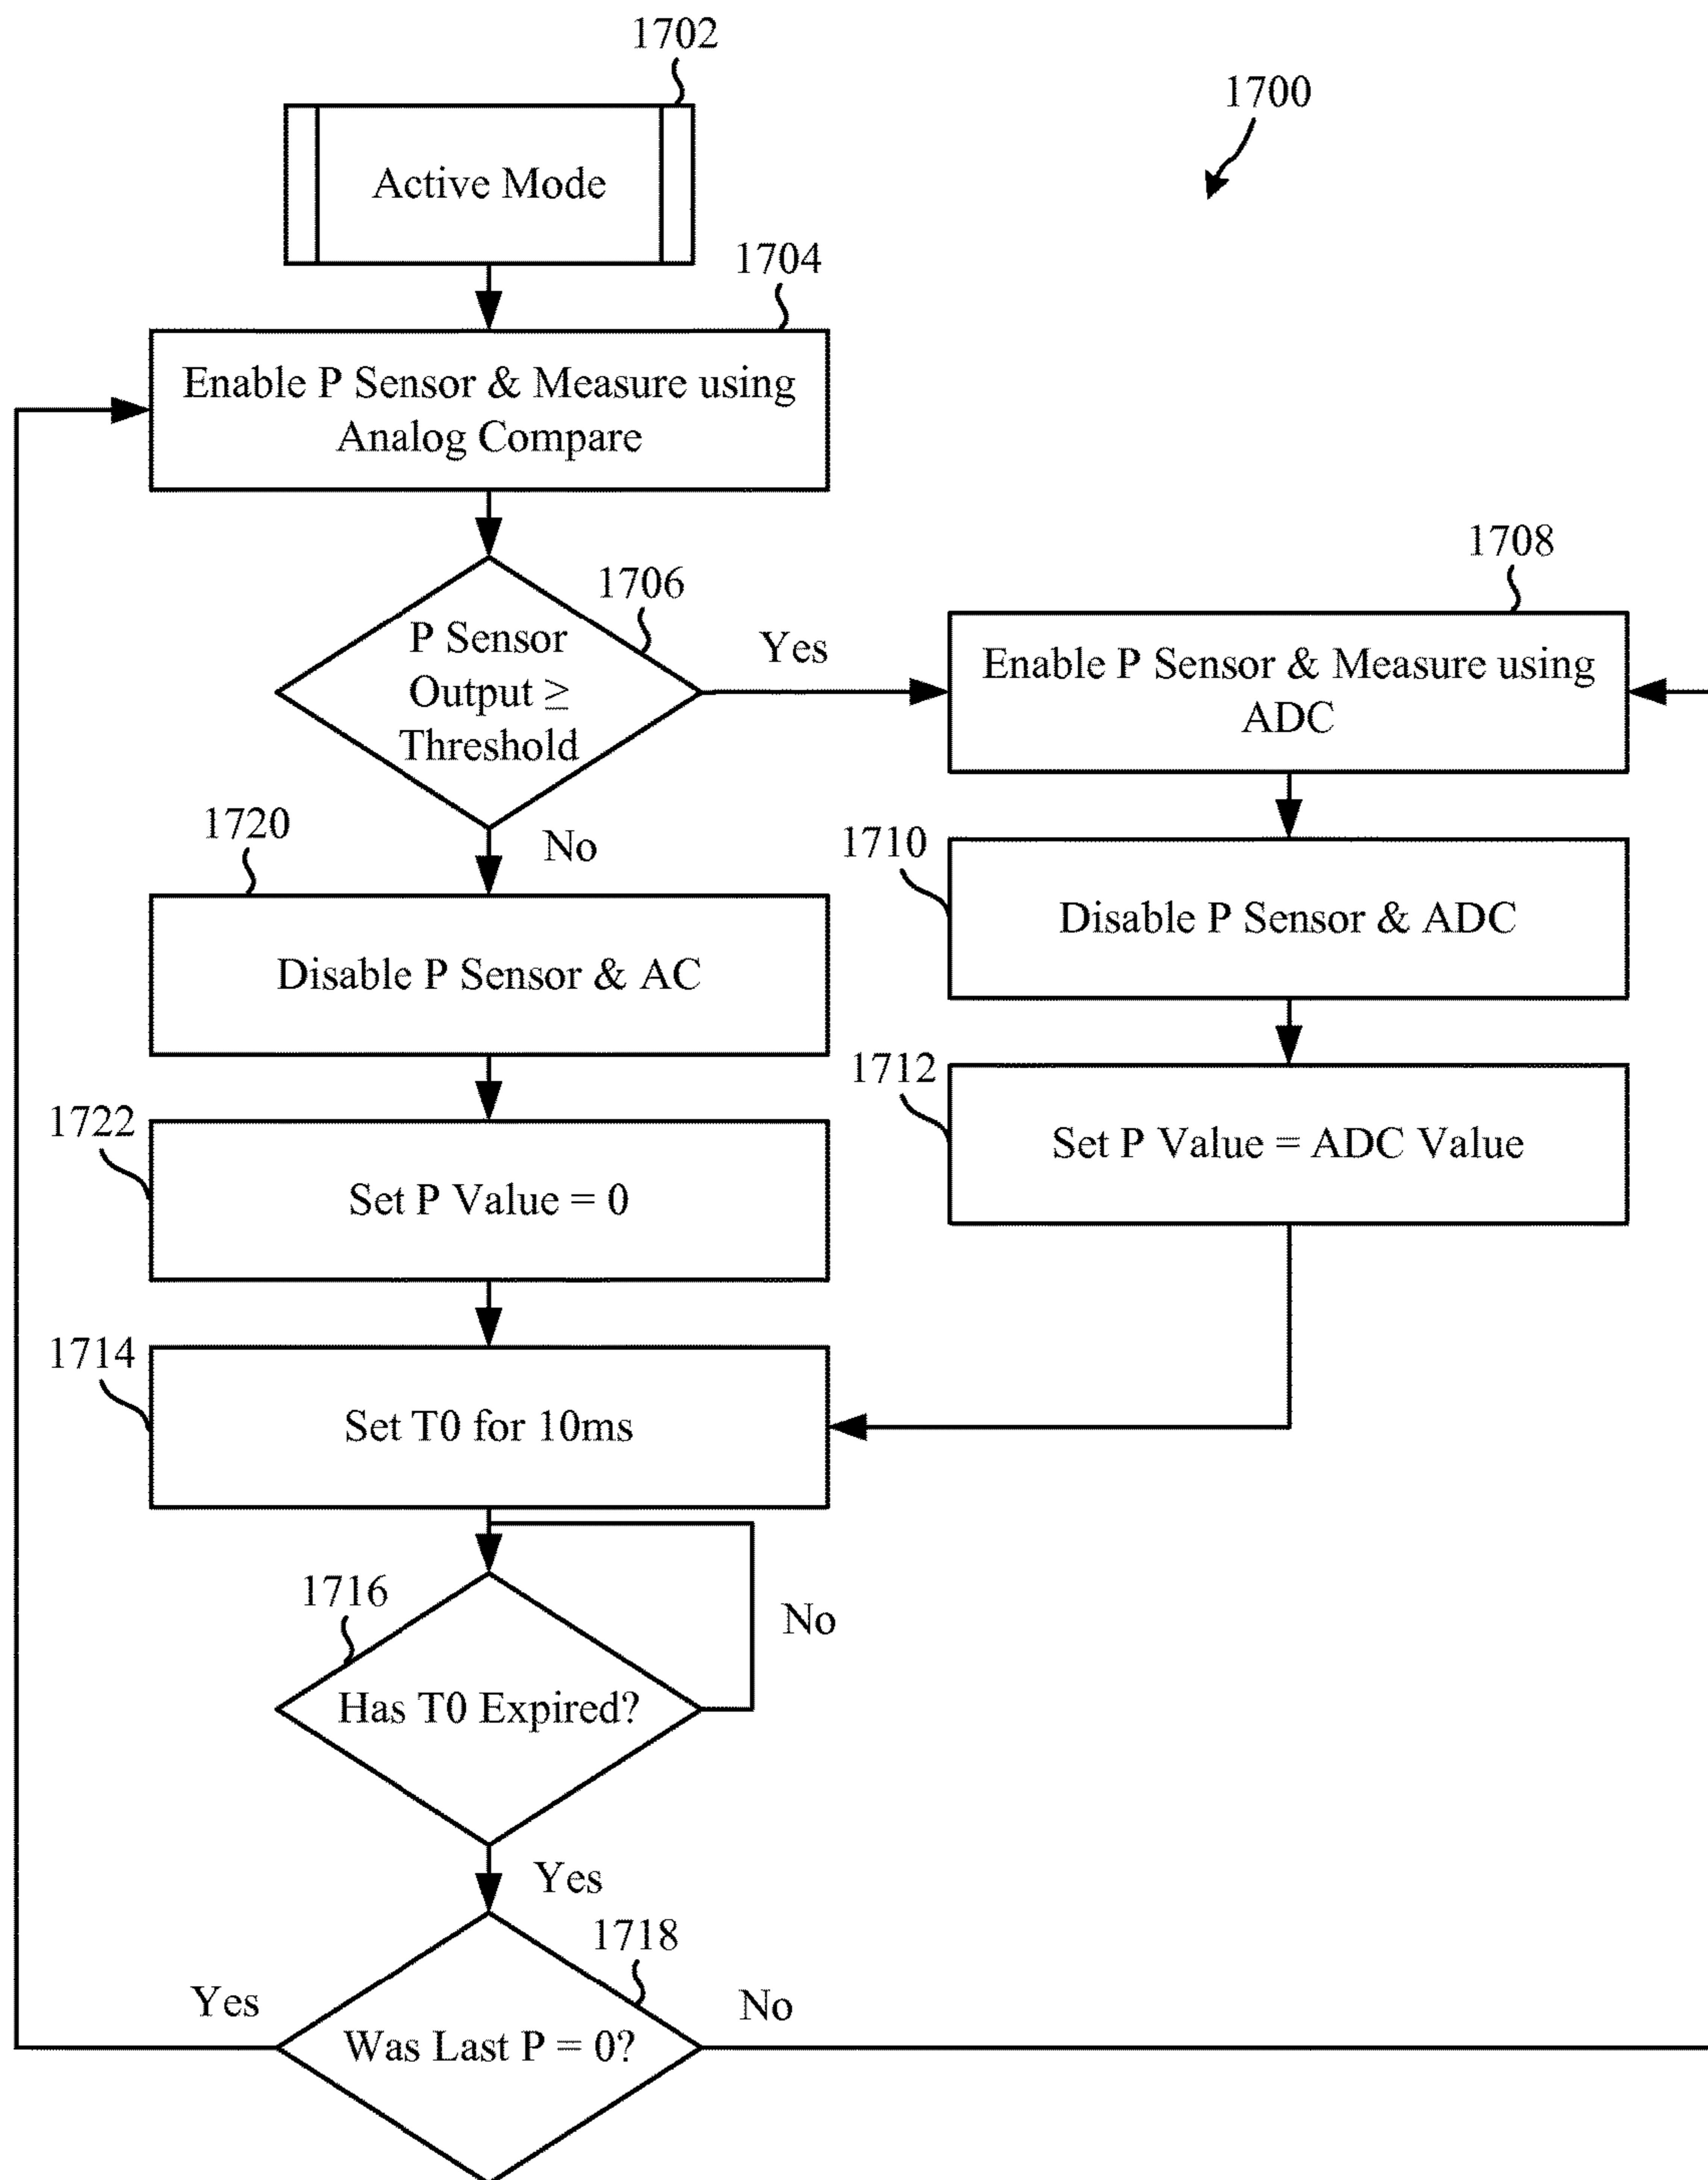 1702
1700
Active Mode
1704
Enable P Sensor & Measure using
Analog Compare
1706
P Sensor
Output ≥
Threshold
Yes
1708
Enable P Sensor & Measure using
ADC
No
1720
Disable P Sensor & AC
1710
Disable P Sensor & ADC
1722
Set P Value = 0
1712
Set P Value = ADC Value
1714
Set T0 for 10ms
1716
Has T0 Expired?
No
Yes
1718
Was Last P = 0?
Yes
No